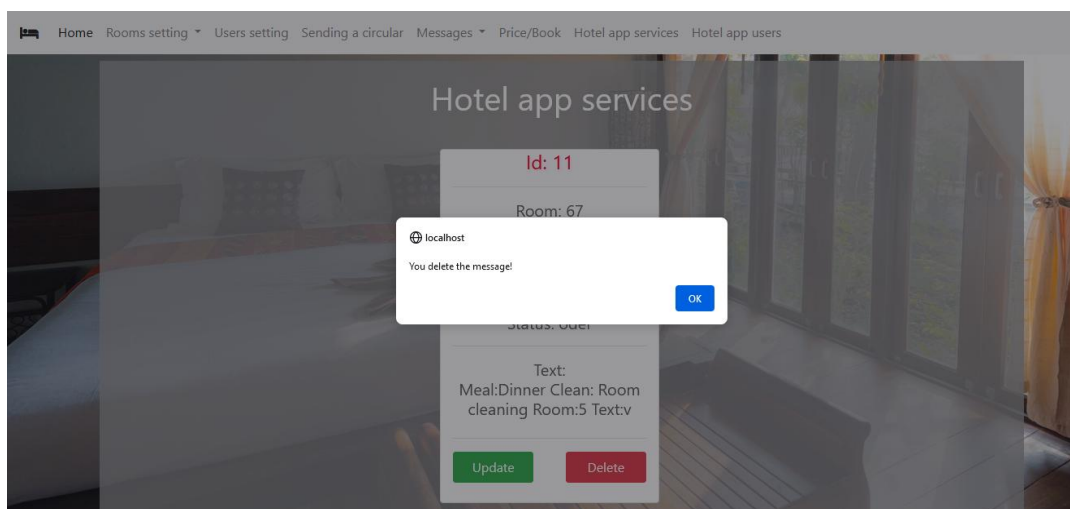 Home Rooms setting Users setting Sending a circular Messages Price/Book Hotel app services Hotel app users
Hotel app services
Id: 11
Room: 67
localhost
You delete the message!
OK
Status: oder
Text:
Meal:Dinner Clean: Room
cleaning Room:5 Text:v
Update Delete